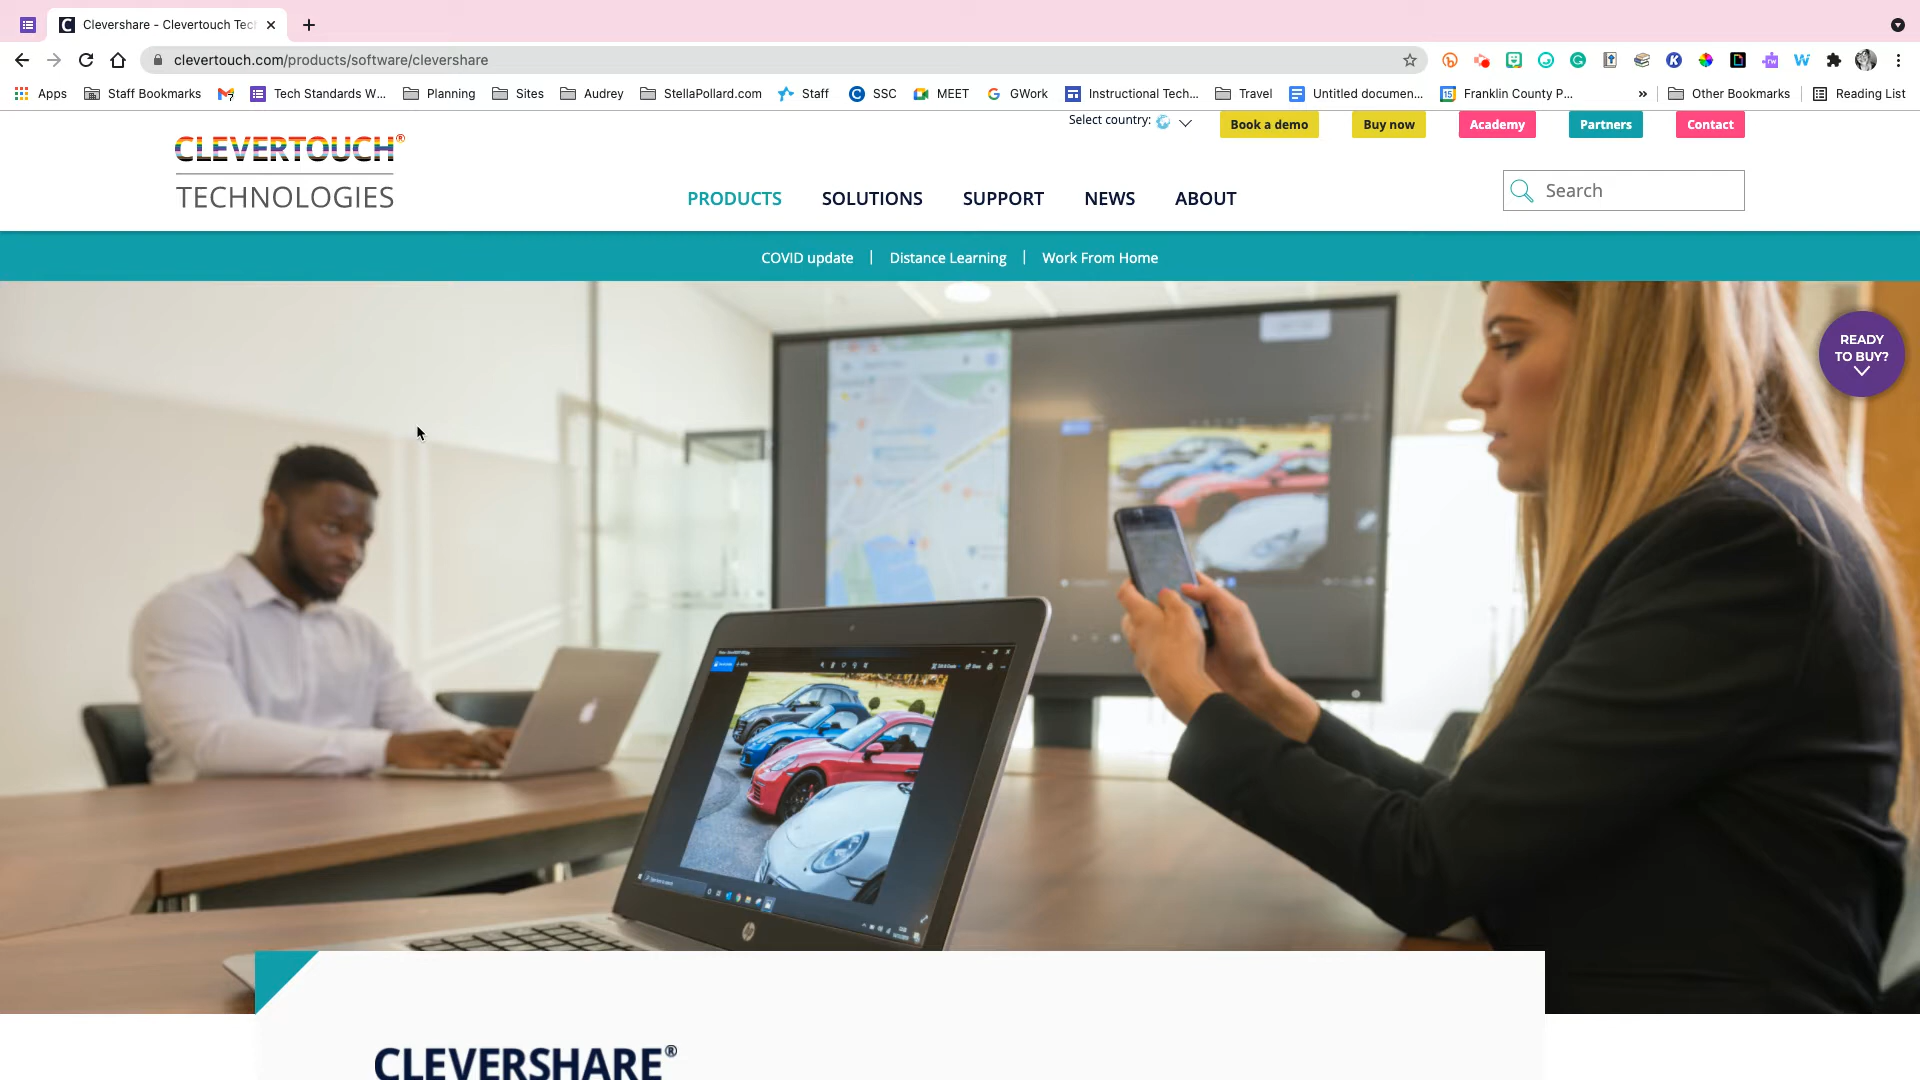 Clevershare - Clevertouch Tec
clevertouch.com/products/software/clevershare
Apps Staff Bookmarks Tech Standards W... Planning Sites Audrey StellaPollard.com Staff SSC MEET GWork Instructional Tech... Travel Untitled documen... Franklin County P... » Other Bookmarks Reading List
Select country:
Book a demo Buy now Academy Partners Contact
CLEVERTOUCH®
TECHNOLOGIES
PRODUCTS SOLUTIONS SUPPORT NEWS ABOUT
Search
COVID update | Distance Learning | Work From Home
READY
TO BUY?
CLEVERSHARE®